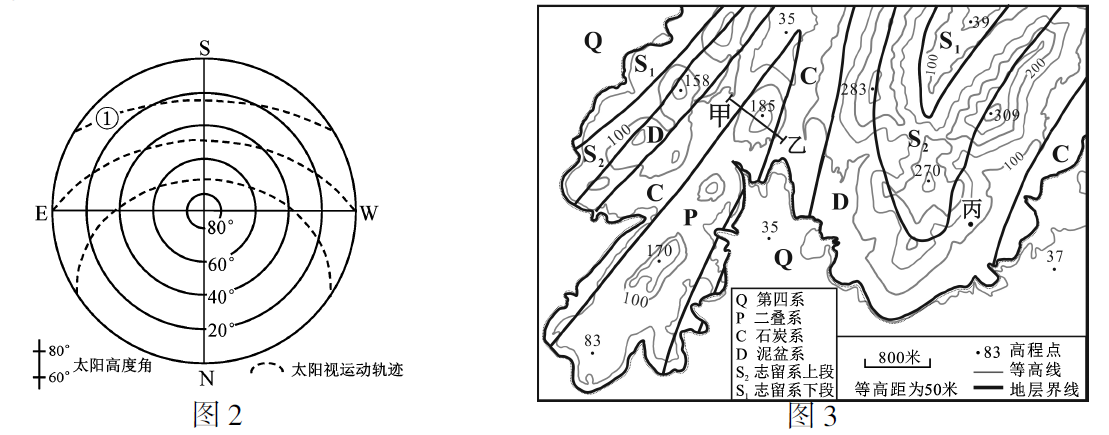 S
①
E
W
80°
60°
40°
20°
N
80°
60°
太阳高度角
太阳视运动轨迹
图 2
Q
S₁
35
39
S₁
100
158
C
283
200
甲
185
309
100
D
乙
S₂
S₂
C
270
100
C
P
D
丙
35
170
Q
37
100
83
Q 第四系
P 二叠系
C 石炭系
D 泥盆系
S₂ 志留系上段
S₁ 志留系下段
800米
等高距为50米
·83 高程点
等高线
地层界线
图 3